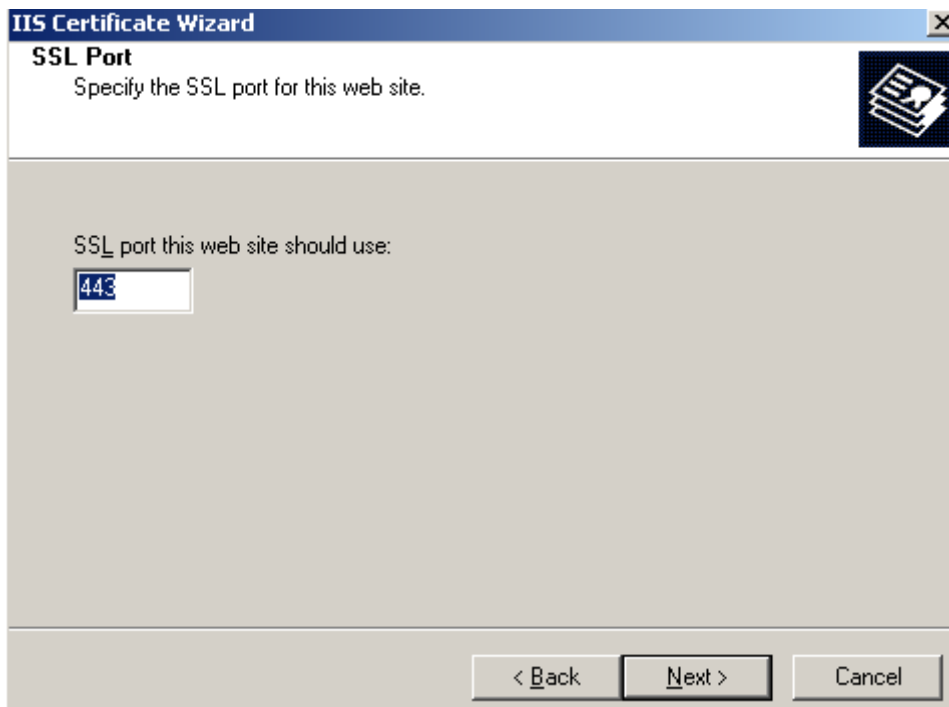 IIS Certificate Wizard
SSL Port
Specify the SSL port for this web site.
SSL port this web site should use:
443
< Back Next > Cancel